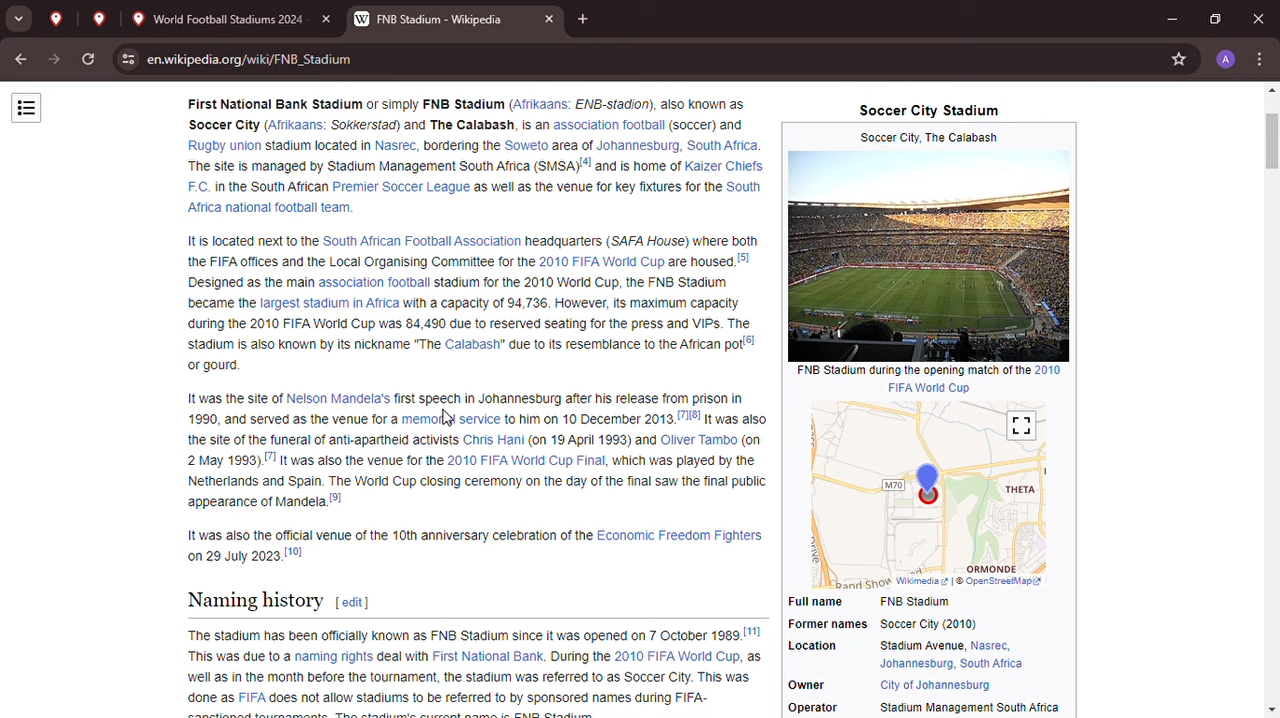 World Football Stadiums 2024
FNB Stadium - Wikipedia
en.wikipedia.org/wiki/FNB_Stadium
A
First National Bank Stadium or simply FNB Stadium (Afrikaans: ENB-stadion), also known as
Soccer City (Afrikaans: Sokkerstad) and The Calabash, is an association football (soccer) and
Rugby union stadium located in Nasrec, bordering the Soweto area of Johannesburg, South Africa.
The site is managed by Stadium Management South Africa (SMSA)[4] and is home of Kaizer Chiefs
F.C. in the South African Premier Soccer League as well as the venue for key fixtures for the South
Africa national football team.
It is located next to the South African Football Association headquarters (SAFA House) where both
the FIFA offices and the Local Organising Committee for the 2010 FIFA World Cup are housed.[5]
Designed as the main association football stadium for the 2010 World Cup, the FNB Stadium
became the largest stadium in Africa with a capacity of 94,736. However, its maximum capacity
during the 2010 FIFA World Cup was 84,490 due to reserved seating for the press and VIPs. The
stadium is also known by its nickname "The Calabash" due to its resemblance to the African pot[6]
or gourd.
It was the site of Nelson Mandela's first speech in Johannesburg after his release from prison in
1990, and served as the venue for a memorial service to him on 10 December 2013.[7][8] It was also
the site of the funeral of anti-apartheid activists Chris Hani (on 19 April 1993) and Oliver Tambo (on
2 May 1993).[7] It was also the venue for the 2010 FIFA World Cup Final, which was played by the
Netherlands and Spain. The World Cup closing ceremony on the day of the final saw the final public
appearance of Mandela.[9]
It was also the official venue of the 10th anniversary celebration of the Economic Freedom Fighters
on 29 July 2023.[10]
Naming history [ edit ]
The stadium has been officially known as FNB Stadium since it was opened on 7 October 1989.[11]
This was due to a naming rights deal with First National Bank. During the 2010 FIFA World Cup, as
well as in the month before the tournament, the stadium was referred to as Soccer City. This was
done as FIFA does not allow stadiums to be referred to by sponsored names during FIFA-
sanctioned tournaments. The stadium's current name is FNB Stadium.
Soccer City Stadium
Soccer City, The Calabash
FNB Stadium during the opening match of the 2010
FIFA World Cup
M70
THETA
ORMONDE
Rand Show
Wikimedia | © OpenStreetMap
Full name FNB Stadium
Former names Soccer City (2010)
Location Stadium Avenue, Nasrec,
Johannesburg, South Africa
Owner City of Johannesburg
Operator Stadium Management South Africa